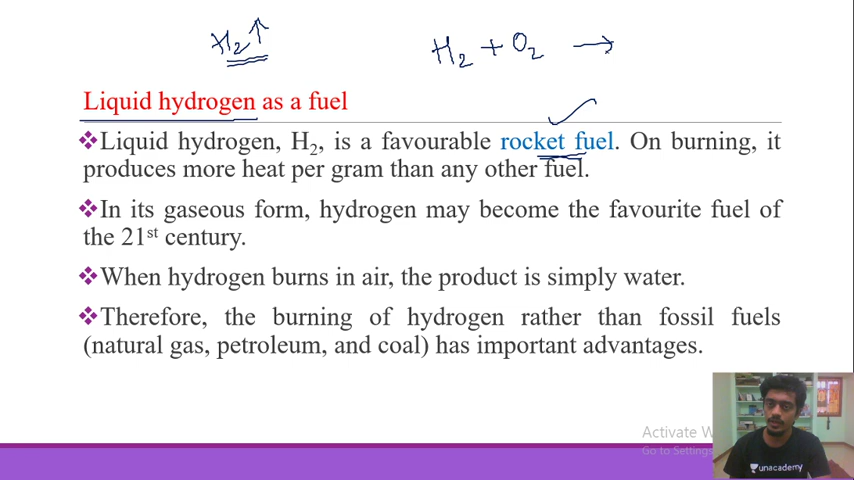 H₂↑
H₂ + O₂ →
Liquid hydrogen as a fuel
❖Liquid hydrogen, H₂, is a favourable rocket fuel. On burning, it
produces more heat per gram than any other fuel.
❖In its gaseous form, hydrogen may become the favourite fuel of
the 21st century.
❖When hydrogen burns in air, the product is simply water.
❖Therefore, the burning of hydrogen rather than fossil fuels
(natural gas, petroleum, and coal) has important advantages.
Activate W
Go to Settings
unacademy